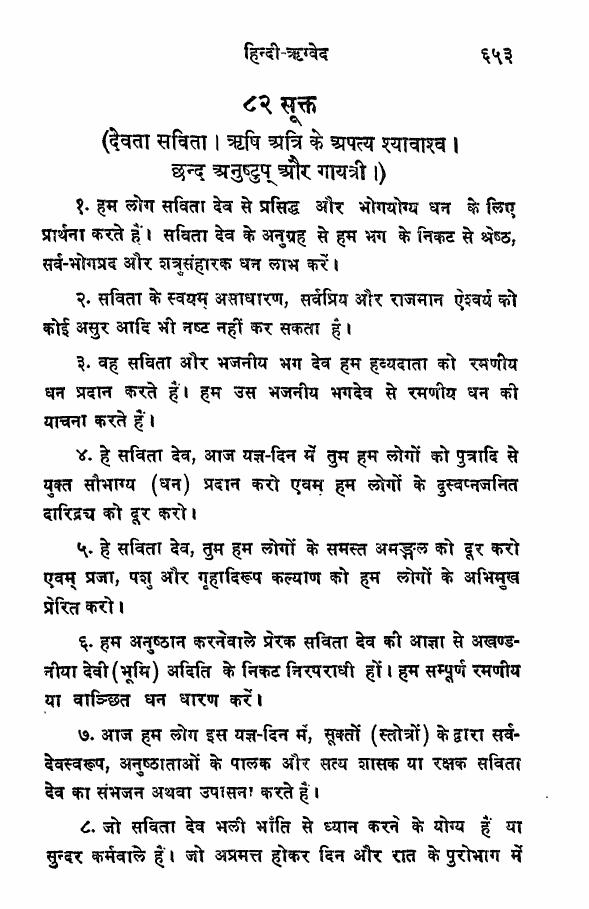 हिन्दी-ऋग्वेद ६५३
८२ सूक्त
(देवता सविता । ऋषि अत्रि के अपत्य श्यावाश्व ।
छन्द अनुष्टुप् और गायत्री ।)
१. हम लोग सविता देव से प्रसिद्ध और भोगयोग्य धन के लिए
प्रार्थना करते हैं। सविता देव के अनुग्रह से हम भग के निकट से श्रेष्ठ,
सर्व-भोगप्रद और शत्रुसंहारक धन लाभ करें।
२. सविता के स्वयम् असाधारण, सर्वप्रिय और राजमान ऐश्वर्य को
कोई असुर आदि भी नष्ट नहीं कर सकता है।
३. वह सविता और भजनीय भग देव हम हव्यदाता को रमणीय
धन प्रदान करते हैं। हम उस भजनीय भगदेव से रमणीय धन की
याचना करते हैं।
४. हे सविता देव, आज यज्ञ-दिन में तुम हम लोगों को पुत्रादि से
युक्त सौभाग्य (धन) प्रदान करो एवम् हम लोगों के दुस्वप्नजनित
दारिद्रच को दूर करो।
५. हे सविता देव, तुम हम लोगों के समस्त अमङ्गल को दूर करो
एवम् प्रजा, पशु और गृहादिरूप कल्याण को हम लोगों के अभिमुख
प्रेरित करो।
६. हम अनुष्ठान करनेवाले प्रेरक सविता देव की आज्ञा से अखण्ड-
नीया देवी (भूमि) अदिति के निकट निरपराधी हों। हम सम्पूर्ण रमणीय
या वाञ्छित धन धारण करें।
७. आज हम लोग इस यज्ञ-दिन में, सूक्तों (स्तोत्रों) के द्वारा सर्व-
देवस्वरूप, अनुष्ठाताओं के पालक और सत्य शासक या रक्षक सविता
देव का संभजन अथवा उपासना करते हैं।
८. जो सविता देव भली भाँति से ध्यान करने के योग्य हैं या
सुन्दर कर्मवाले हैं। जो अप्रमत्त होकर दिन और रात के पुरोभाग में